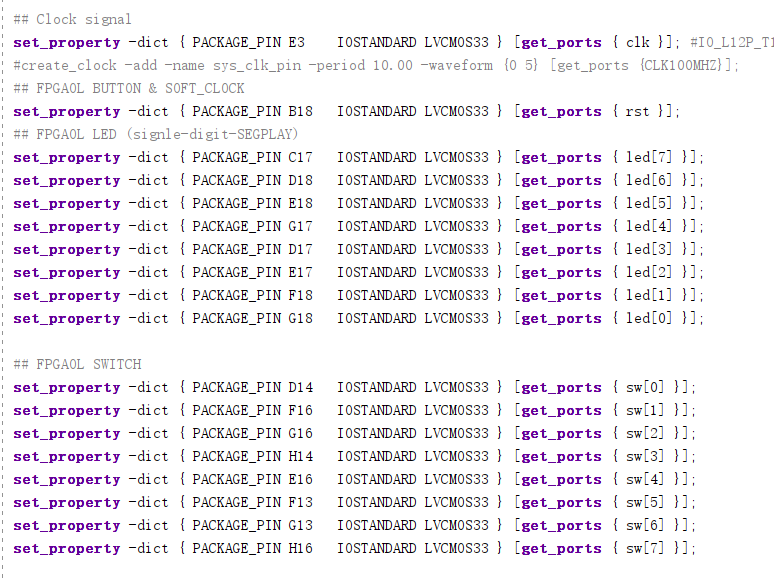 ## Clock signal
set_property -dict { PACKAGE_PIN E3 IOSTANDARD LVCMOS33 } [get_ports { clk }]; #IO_L12P_T1
#create_clock -add -name sys_clk_pin -period 10.00 -waveform {0 5} [get_ports {CLK100MHZ}];
## FPGAOL BUTTON & SOFT_CLOCK
set_property -dict { PACKAGE_PIN B18 IOSTANDARD LVCMOS33 } [get_ports { rst }];
## FPGAOL LED (signle-digit-SEGPLAY)
set_property -dict { PACKAGE_PIN C17 IOSTANDARD LVCMOS33 } [get_ports { led[7] }];
set_property -dict { PACKAGE_PIN D18 IOSTANDARD LVCMOS33 } [get_ports { led[6] }];
set_property -dict { PACKAGE_PIN E18 IOSTANDARD LVCMOS33 } [get_ports { led[5] }];
set_property -dict { PACKAGE_PIN G17 IOSTANDARD LVCMOS33 } [get_ports { led[4] }];
set_property -dict { PACKAGE_PIN D17 IOSTANDARD LVCMOS33 } [get_ports { led[3] }];
set_property -dict { PACKAGE_PIN E17 IOSTANDARD LVCMOS33 } [get_ports { led[2] }];
set_property -dict { PACKAGE_PIN F18 IOSTANDARD LVCMOS33 } [get_ports { led[1] }];
set_property -dict { PACKAGE_PIN G18 IOSTANDARD LVCMOS33 } [get_ports { led[0] }];
## FPGAOL SWITCH
set_property -dict { PACKAGE_PIN D14 IOSTANDARD LVCMOS33 } [get_ports { sw[0] }];
set_property -dict { PACKAGE_PIN F16 IOSTANDARD LVCMOS33 } [get_ports { sw[1] }];
set_property -dict { PACKAGE_PIN G16 IOSTANDARD LVCMOS33 } [get_ports { sw[2] }];
set_property -dict { PACKAGE_PIN H14 IOSTANDARD LVCMOS33 } [get_ports { sw[3] }];
set_property -dict { PACKAGE_PIN E16 IOSTANDARD LVCMOS33 } [get_ports { sw[4] }];
set_property -dict { PACKAGE_PIN F13 IOSTANDARD LVCMOS33 } [get_ports { sw[5] }];
set_property -dict { PACKAGE_PIN G13 IOSTANDARD LVCMOS33 } [get_ports { sw[6] }];
set_property -dict { PACKAGE_PIN H16 IOSTANDARD LVCMOS33 } [get_ports { sw[7] }];